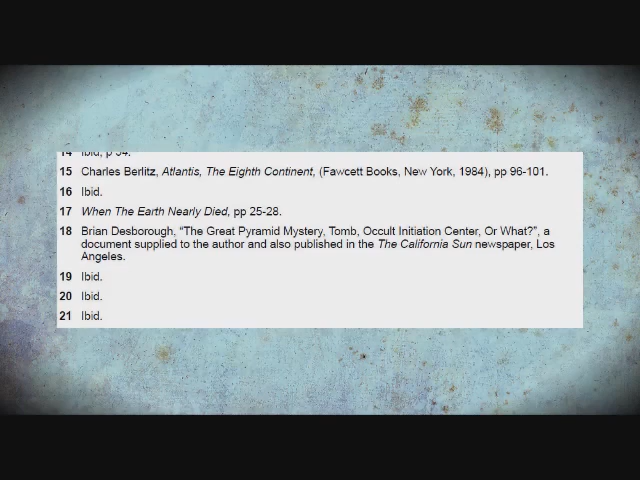 14 Ibid, p 54.
15 Charles Berlitz, Atlantis, The Eighth Continent, (Fawcett Books, New York, 1984), pp 96-101.
16 Ibid.
17 When The Earth Nearly Died, pp 25-28.
18 Brian Desborough, “The Great Pyramid Mystery, Tomb, Occult Initiation Center, Or What?”, a
document supplied to the author and also published in the The California Sun newspaper, Los
Angeles.
19 Ibid.
20 Ibid.
21 Ibid.